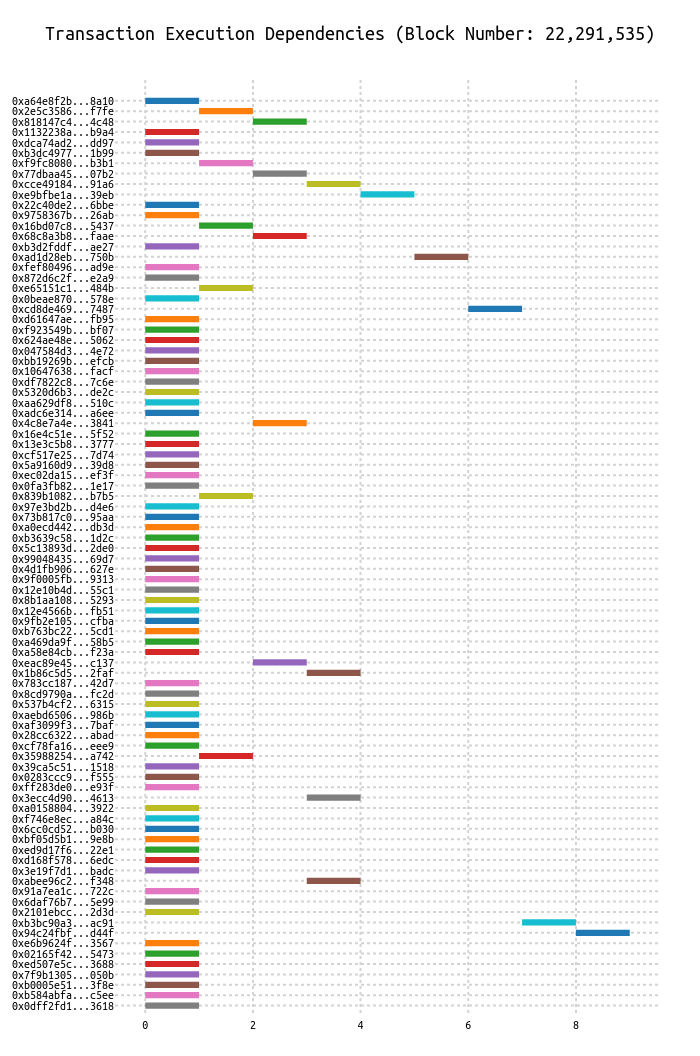 Transaction Execution Dependencies (Block Number: 22,291,535)
0xa64e8f2b...8a10
0x2e5c3586...f7fe
0x818147c4...4c48
0x1132238a...b9a4
0xdca74ad2...dd97
0xb3dc4977...1b99
0xf9fc8080...b3b1
0x77dbaa45...07b2
0xcce49184...91a6
0xe9bfbe1a...39eb
0x22c40de2...6bbe
0x9758367b...26ab
0x16bd07c8...5437
0x68c8a3b8...faae
0xb3d2fddf...ae27
0xad1d28eb...750b
0xfef80496...ad9e
0x872d6c2f...e2a9
0xe65151c1...484b
0x0beae870...578e
0xcd8de469...7487
0xd61647ae...fb95
0xf923549b...bf07
0x624ae48e...5062
0x047584d3...4e72
0xbb19269b...efcb
0x10647638...facf
0xdf7822c8...7c6e
0x5320d6b3...de2c
0xaa629df8...510c
0xadc6e314...a6ee
0x4c8e7a4e...3841
0x16e4c51e...5f52
0x13e3c5b8...3777
0xcf517e25...7d74
0x5a9160d9...39d8
0xec02da15...ef3f
0x0fa3fb82...1e17
0x839b1082...b7b5
0x97e3bd2b...d4e6
0x73b817c0...95aa
0xa0ecd442...db3d
0xb3639c58...1d2c
0x5c13893d...2de0
0x99048435...69d7
0x4d1fb906...627e
0x9f0005fb...9313
0x12e10b4d...55c1
0x8b1aa108...5293
0x12e4566b...fb51
0x9fb2e105...cfba
0xb763bc22...5cd1
0xa469da9f...58b5
0xa58e84cb...f23a
0xeac89e45...c137
0x1b86c5d5...2faf
0x783cc187...42d7
0x8cd9790a...fc2d
0x537b4cf2...6315
0xaebd6506...986b
0xaf3099f3...7baf
0x28cc6322...abad
0xcf78fa16...eee9
0x35988254...a742
0x39ca5c51...1518
0x0283ccc9...f555
0xff283de0...e93f
0x3ecc4d90...4613
0xa0158804...3922
0xf746e8ec...a84c
0x6cc0cd52...b030
0xbf05d5b1...9e8b
0xed9d17f6...22e1
0xd168f578...6edc
0x3e19f7d1...badc
0xabee96c2...f348
0x91a7ea1c...722c
0x6daf76b7...5e99
0x2101ebcc...2d3d
0xb3bc90a3...ac91
0x94c24fbf...d44f
0xe6b9624f...3567
0x02165f42...5473
0xed507e5c...3688
0x7f9b1305...050b
0xb0005e51...3f8e
0xb584abfa...c5ee
0x0dff2fd1...3618
0 2 4 6 8